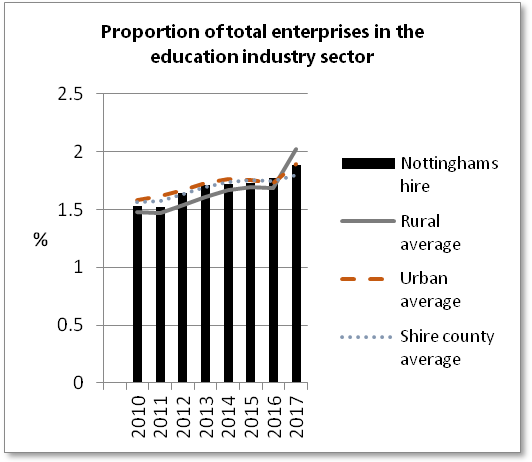 Proportion of total enterprises in the
education industry sector
2.5
2
1.5
1
0.5
0
%
2010
2011
2012
2013
2014
2015
2016
2017
Nottinghams
hire
Rural
average
Urban
average
Shire county
average